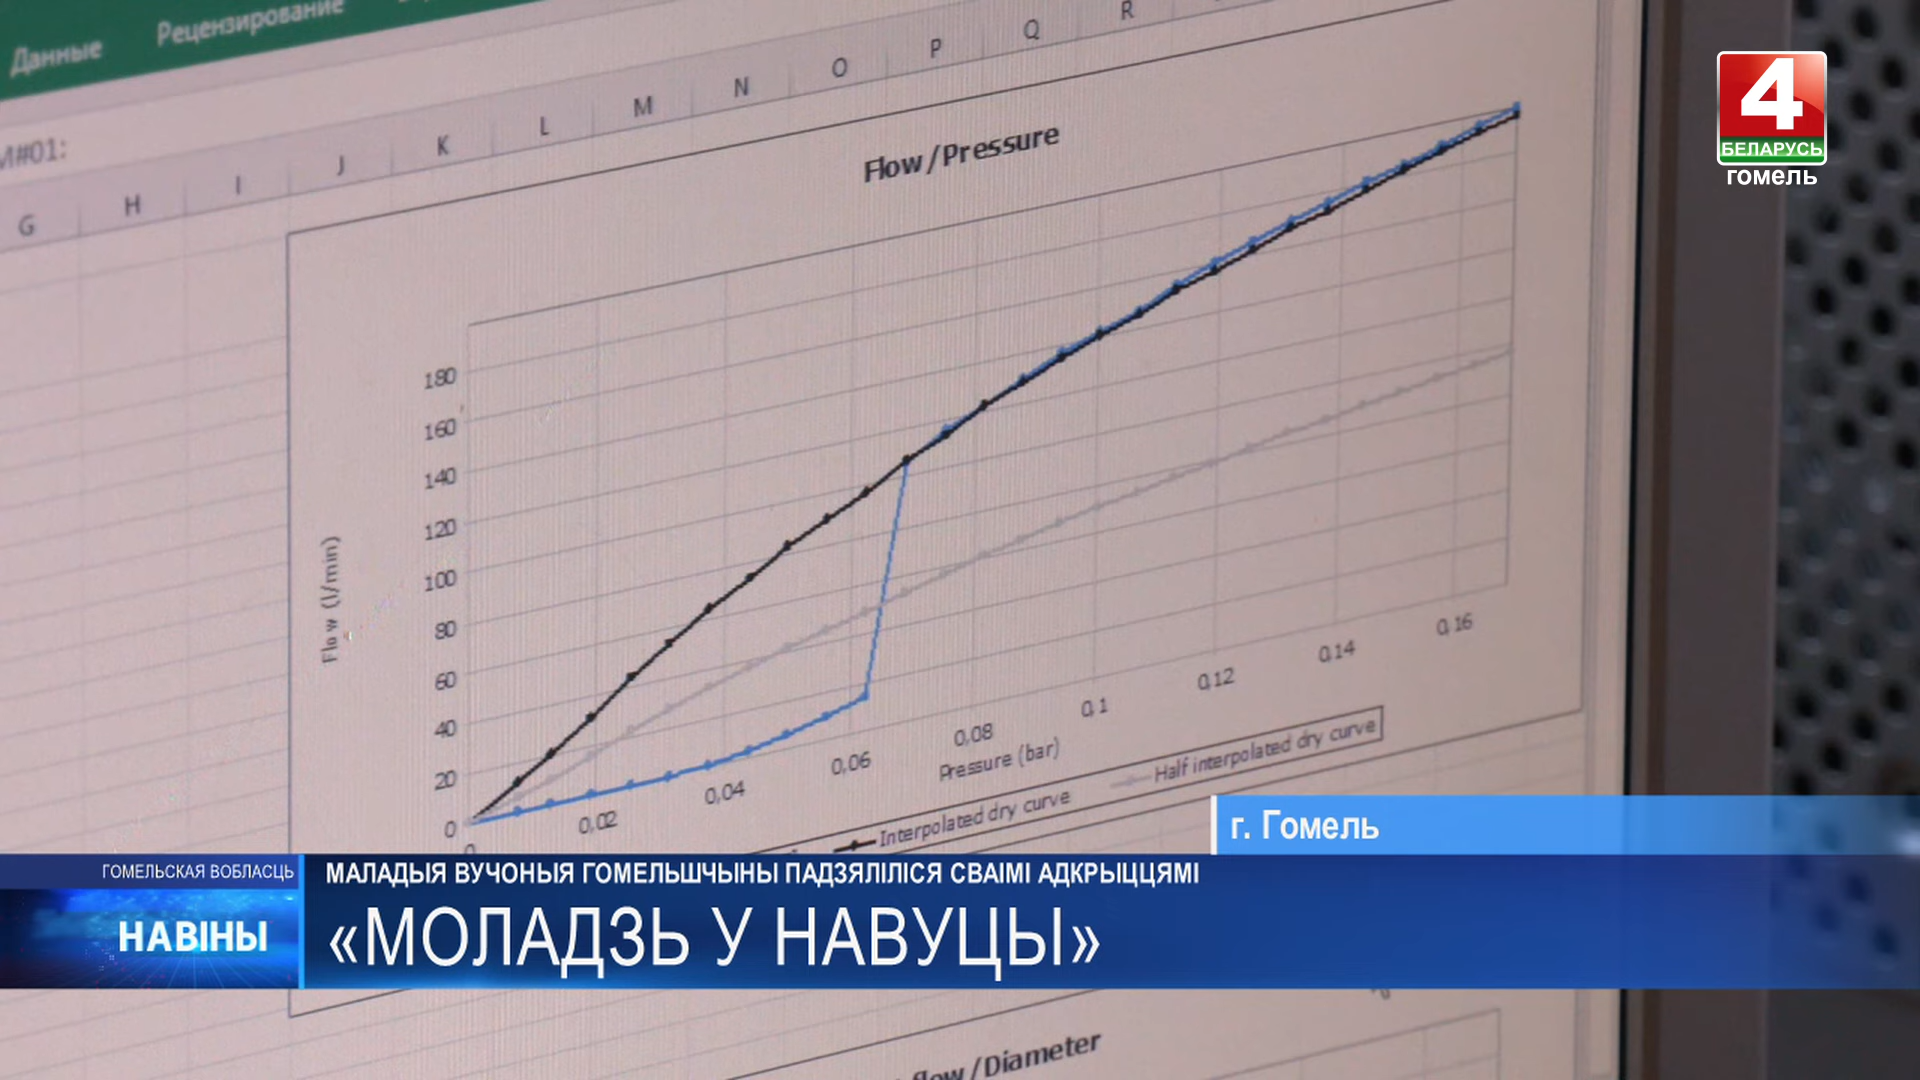 Данные Рецензирование
M#01:
G H I J K L M N O P Q R
4
БЕЛАРУСЬ
гомель
Flow / Pressure
180
160
140
120
100
80
60
40
20
0
Flow (l/min)
0 0,02 0,04 0,06 0,08 0,1 0,12 0,14 0,16
Pressure (bar)
Interpolated dry curve Half interpolated dry curve
г. Гомель
ГОМЕЛЬСКАЯ ВОБЛАСЦЬ
НАВІНЫ
МАЛАДЫЯ ВУЧОНЫЯ ГОМЕЛЬШЧЫНЫ ПАДЗЯЛІЛІСЯ СВАІМІ АДКРЫЦЦЯМІ
«МОЛАДЗЬ У НАВУЦЫ»
Flow / Diameter